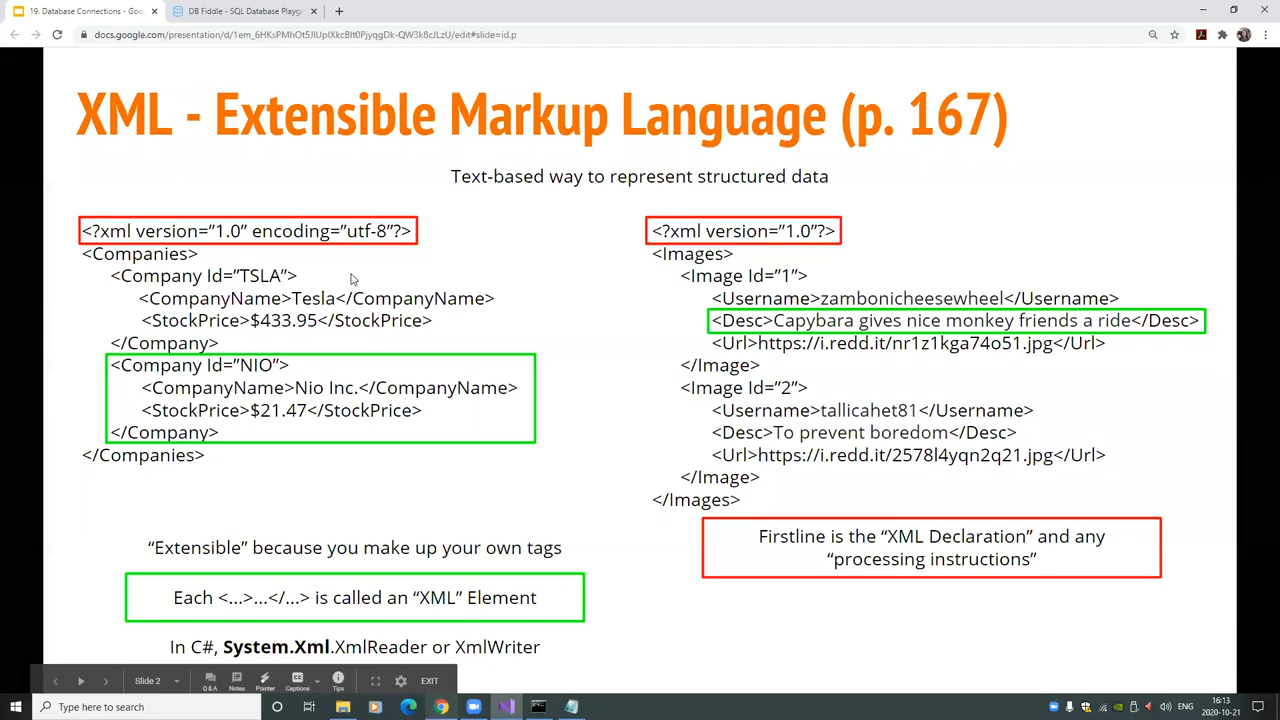 19. Database Connections - Goo
DB Fiddle - SQL Database Playgr
docs.google.com/presentation/d/1em_6HKsPMhOt5JIUpIXkcBIt0PjyqgDk-QW3k8cJLzU/edit#slide=id.p
XML - Extensible Markup Language (p. 167)
Text-based way to represent structured data
<?xml version=”1.0” encoding=”utf-8”?>
<Companies>
<Company Id=”TSLA”>
<CompanyName>Tesla</CompanyName>
<StockPrice>$433.95</StockPrice>
</Company>
<Company Id=”NIO”>
<CompanyName>Nio Inc.</CompanyName>
<StockPrice>$21.47</StockPrice>
</Company>
</Companies>
“Extensible” because you make up your own tags
Each <...>...</...> is called an “XML” Element
In C#, System.Xml.XmlReader or XmlWriter
<?xml version=”1.0”?>
<Images>
<Image Id=”1”>
<Username>zambonicheesewheel</Username>
<Desc>Capybara gives nice monkey friends a ride</Desc>
<Url>https://i.redd.it/nr1z1kga74o51.jpg</Url>
</Image>
<Image Id=”2”>
<Username>tallicahet81</Username>
<Desc>To prevent boredom</Desc>
<Url>https://i.redd.it/2578l4yqn2q21.jpg</Url>
</Image>
</Images>
Firstline is the “XML Declaration” and any
“processing instructions”
Slide 2
Q&A
Notes
Pointer
Captions
Tips
EXIT
Type here to search
ENG
16:13
2020-10-21